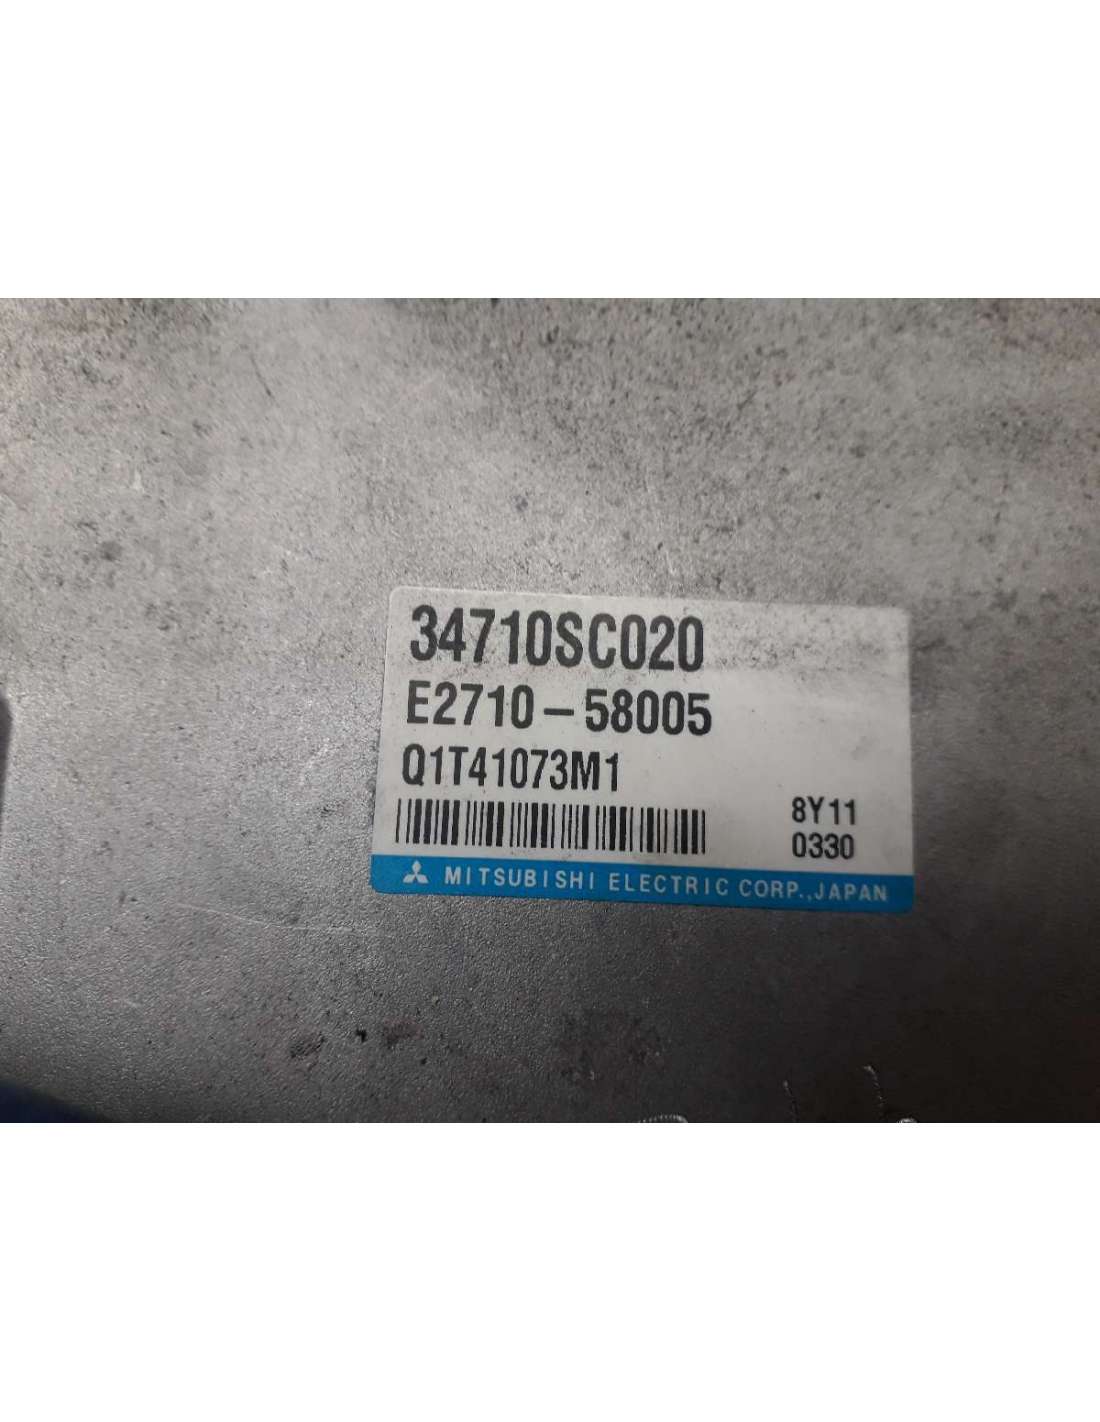 34710SC020
E2710-58005
Q1T41073M1
8Y11
0330
MITSUBISHI ELECTRIC CORP.,JAPAN